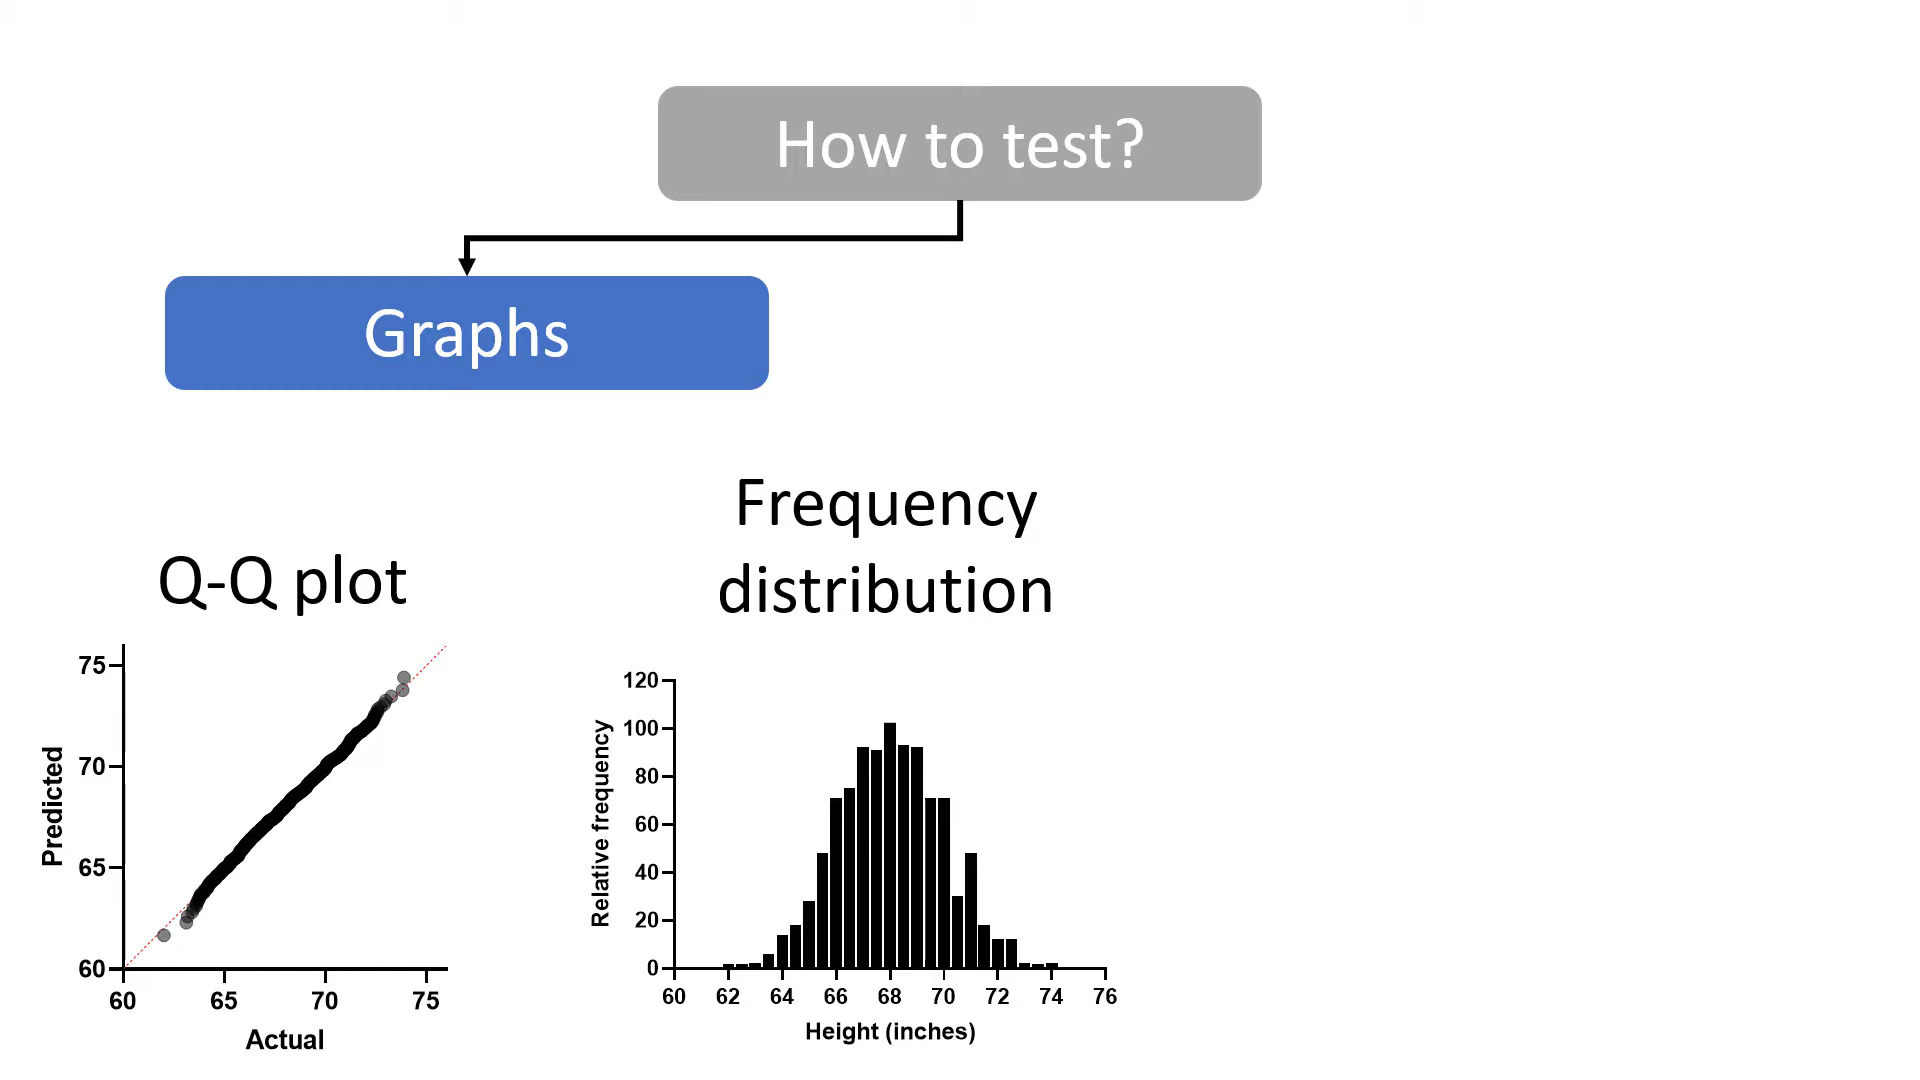 How to test?
Graphs
Q-Q plot
75
70
65
60
60 65 70 75
Predicted
Actual
Frequency
distribution
120
100
80
60
40
20
0
60 62 64 66 68 70 72 74 76
Relative frequency
Height (inches)